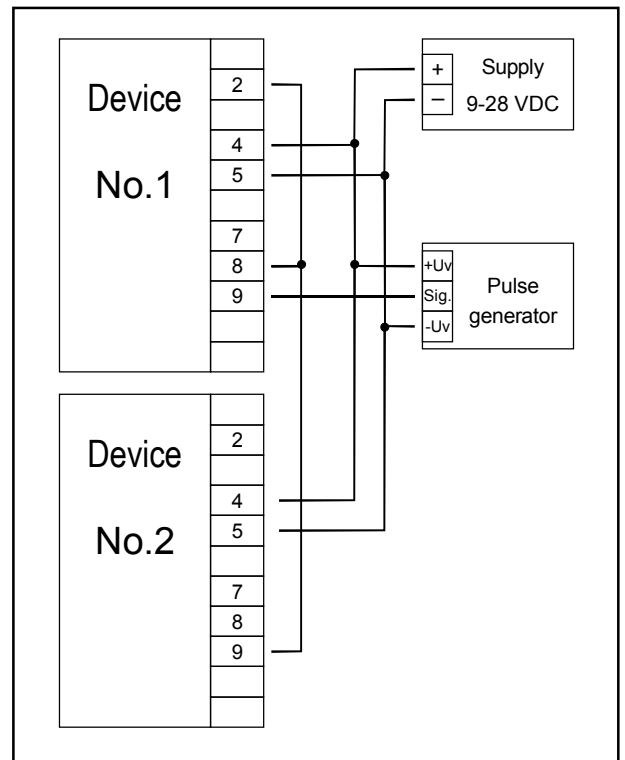 Device
No.1
2
4
5
7
8
9
+ Supply
− 9-28 VDC
+Uv
Sig.
-Uv
Pulse
generator
Device
No.2
2
4
5
7
8
9